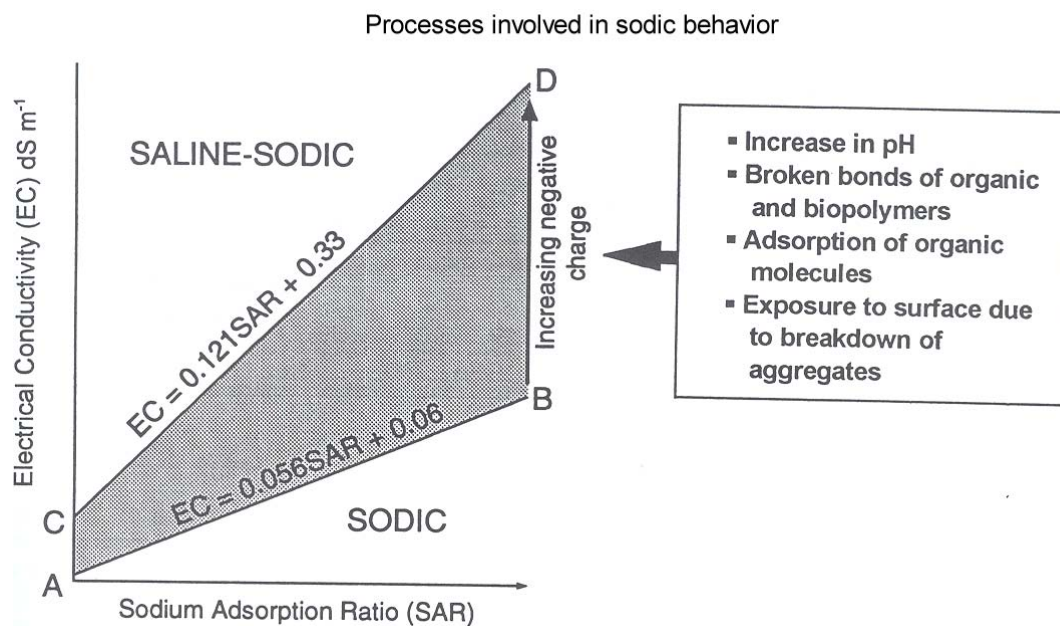 Processes involved in sodic behavior
Electrical Conductivity (EC) dS m⁻¹
D
SALINE-SODIC
EC = 0.121SAR + 0.33
Increasing negative
charge
B
EC = 0.056SAR + 0.06
SODIC
C
A
Sodium Adsorption Ratio (SAR)
▪ Increase in pH
▪ Broken bonds of organic
and biopolymers
▪ Adsorption of organic
molecules
▪ Exposure to surface due
to breakdown of
aggregates